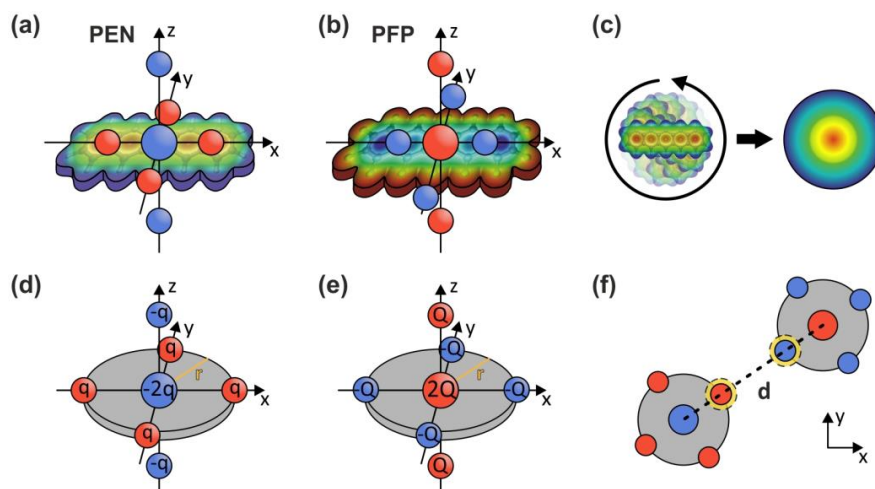 (a) PEN z y x
(b) PFP z y x
(c)
(d) z
-q y
q r
q -2q q x
q
-q
(e) z
Q y
-Q r
Q 2Q Q x
-Q
Q
(f)
d
y
x